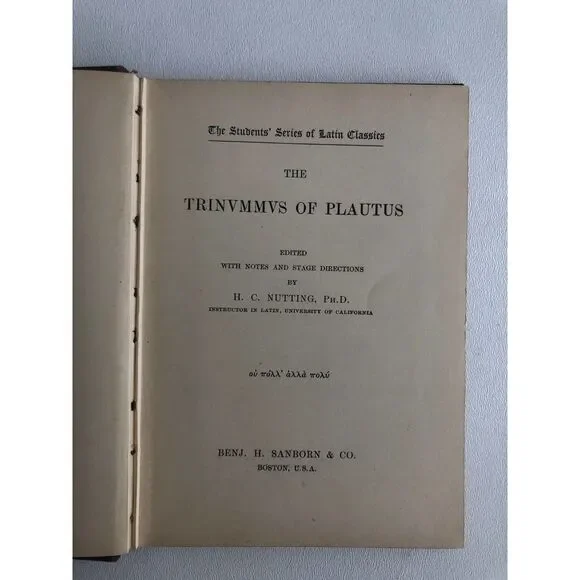 The Students' Series of Latin Classics
THE
TRINVMMVS OF PLAUTUS
EDITED
WITH NOTES AND STAGE DIRECTIONS
BY
H. C. NUTTING, PH.D.
INSTRUCTOR IN LATIN, UNIVERSITY OF CALIFORNIA
οὐ πόλλ' ἀλλὰ πολύ
BENJ. H. SANBORN & CO.
BOSTON, U.S.A.